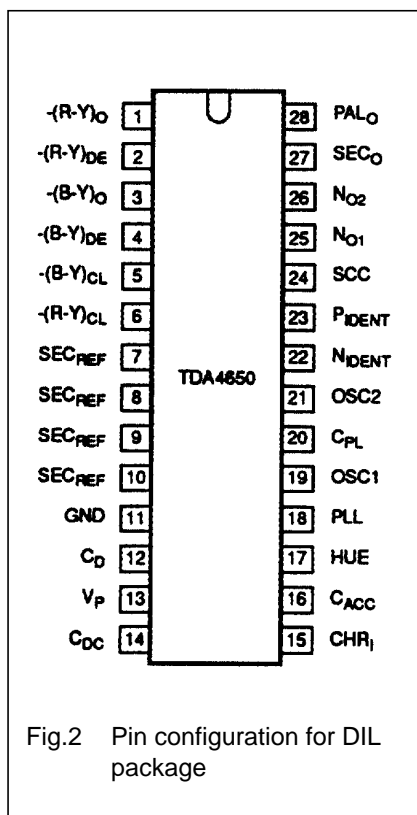 -(R-Y)O 1 28 PALO
-(R-Y)DE 2 27 SECO
-(B-Y)O 3 26 NO2
-(B-Y)DE 4 25 NO1
-(B-Y)CL 5 24 SCC
-(R-Y)CL 6 23 PIDENT
SECREF 7 22 NIDENT
TDA4650
SECREF 8 21 OSC2
SECREF 9 20 CPL
SECREF 10 19 OSC1
GND 11 18 PLL
CD 12 17 HUE
VP 13 16 CACC
CDC 14 15 CHRI
Fig.2 Pin configuration for DIL
package